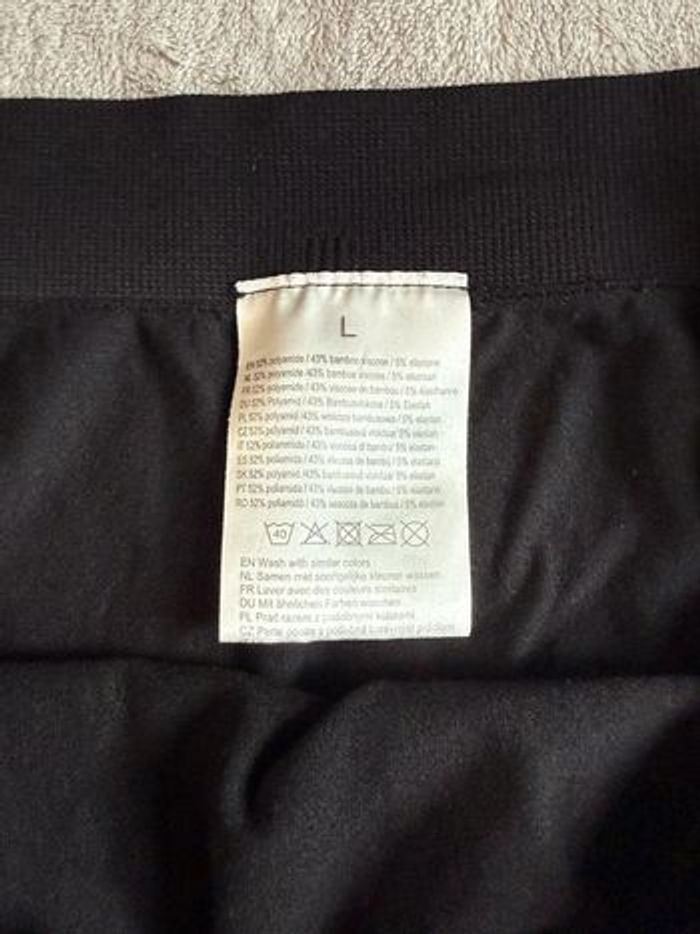 L
EN 52% polyamide / 43% bamboo viscose / 5% elastane
NL 52% polyamide /43% bamboe viscose / 5% elastaan
FR 52% polyamide / 43% viscose de bambou / 5% élasthanne
DU 52% Polyamid / 43% Bambusviskose / 5% Elastan
PL 52% poliamid /43% wiskoza bambusowa / 5% elastan
CZ 52% polyamid / 43% bambusová viskóza/ 5% elastan
IT 52% poliammide / 43% viscosa di bambù/ 5% elastan
ES 52% poliamida / 43% viscosa de bambú / 5% elastano
SK 52% polyamid /43% bambusová viskóza/ 5% elastan
PT 52% poliamida / 43% viscose de bambu / 5% elastano
RO 52% poliamidă / 43% vascoza de bambus / 5% elastan
40
EN Wash with similar colors
NL Samen met soortgelijke kleuren wassen
FR Laver avec des couleurs similaires
DU Mit ähnlichen Farben waschen
PL Prać razem z podobnymi kolorami
CZ Perte spolu s